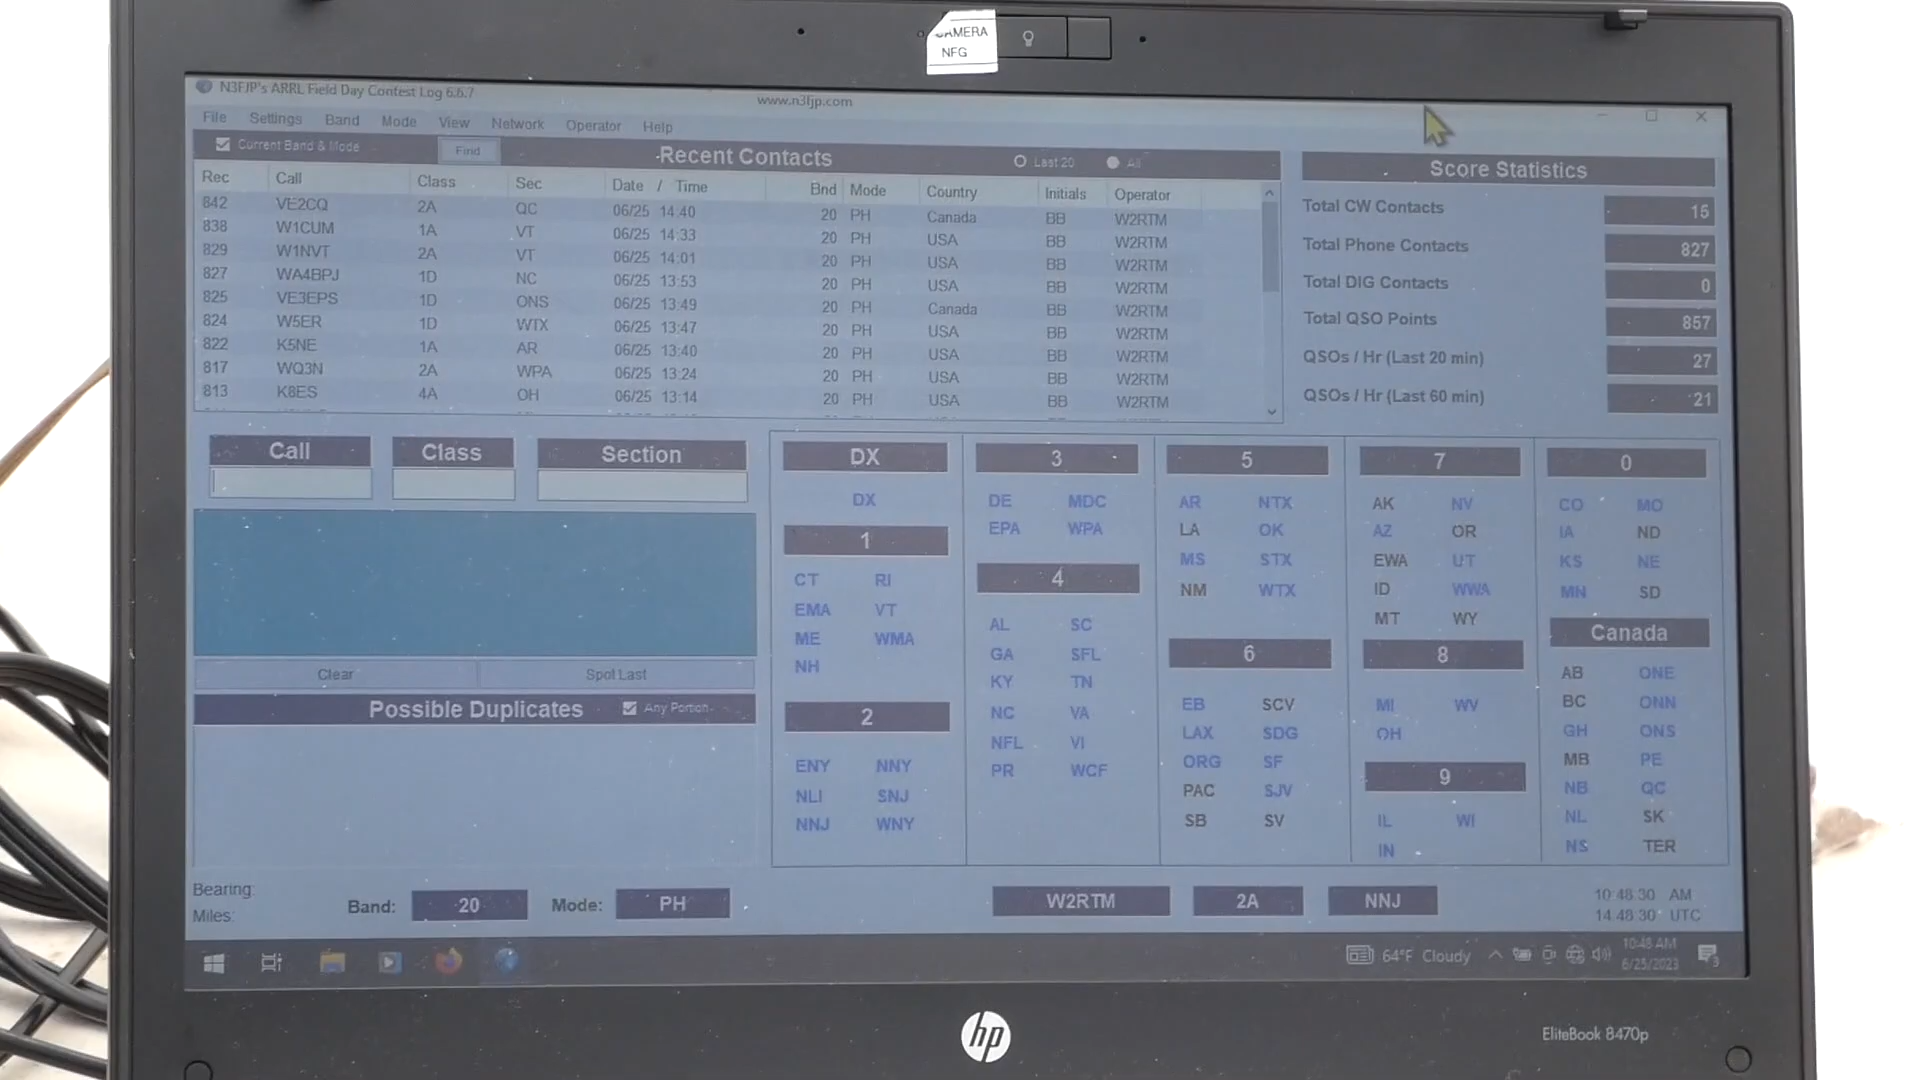 CAMERA
NFG
N3FJP's ARRL Field Day Contest Log 6.6.7
www.n3fjp.com
File Settings Band Mode View Network Operator Help
Current Band & Mode Find Recent Contacts Last 20 All
Rec Call Class Sec Date / Time Bnd Mode Country Initials Operator
842 VE2CQ 2A QC 06/25 14:40 20 PH Canada BB W2RTM
838 W1CUM 1A VT 06/25 14:33 20 PH USA BB W2RTM
829 W1NVT 2A VT 06/25 14:01 20 PH USA BB W2RTM
827 WA4BPJ 1D NC 06/25 13:53 20 PH USA BB W2RTM
825 VE3EPS 1D ONS 06/25 13:49 20 PH Canada BB W2RTM
824 W5ER 1D WTX 06/25 13:47 20 PH USA BB W2RTM
822 K5NE 1A AR 06/25 13:40 20 PH USA BB W2RTM
817 WQ3N 2A WPA 06/25 13:24 20 PH USA BB W2RTM
813 K8ES 4A OH 06/25 13:14 20 PH USA BB W2RTM
Score Statistics
Total CW Contacts 15
Total Phone Contacts 827
Total DIG Contacts 0
Total QSO Points 857
QSOs / Hr (Last 20 min) 27
QSOs / Hr (Last 60 min) 21
Call Class Section
Clear Spot Last
Possible Duplicates Any Portion
DX
DX
1
CT RI
EMA VT
ME WMA
NH
2
ENY NNY
NLI SNJ
NNJ WNY
3
DE MDC
EPA WPA
4
AL SC
GA SFL
KY TN
NC VA
NFL VI
PR WCF
5
AR NTX
LA OK
MS STX
NM WTX
6
EB SCV
LAX SDG
ORG SF
PAC SJV
SB SV
7
AK NV
AZ OR
EWA UT
ID WWA
MT WY
8
MI WV
OH
9
IL WI
IN
0
CO MO
IA ND
KS NE
MN SD
Canada
AB ONE
BC ONN
GH ONS
MB PE
NB QC
NL SK
NS TER
Bearing:
Miles:
Band: 20 Mode: PH
W2RTM 2A NNJ
10:48:30 AM
14:48:30 UTC
64°F Cloudy
10:48 AM
6/25/2023
3
hp
EliteBook 8470p